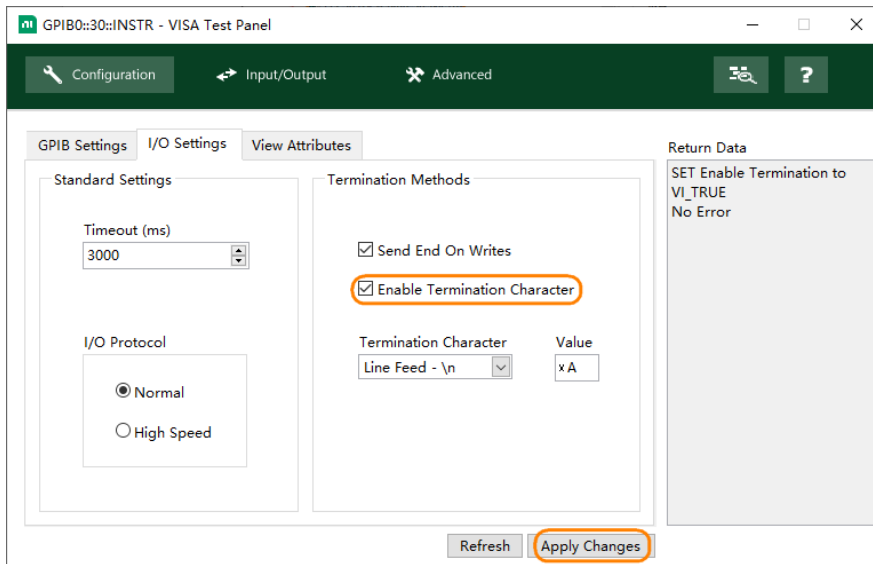 GPIB0::30::INSTR - VISA Test Panel
Configuration
Input/Output
Advanced
?
GPIB Settings
I/O Settings
View Attributes
Standard Settings
Timeout (ms)
3000
I/O Protocol
Normal
High Speed
Termination Methods
Send End On Writes
Enable Termination Character
Termination Character
Value
Line Feed - \n
xA
Refresh
Apply Changes
Return Data
SET Enable Termination to
VI_TRUE
No Error